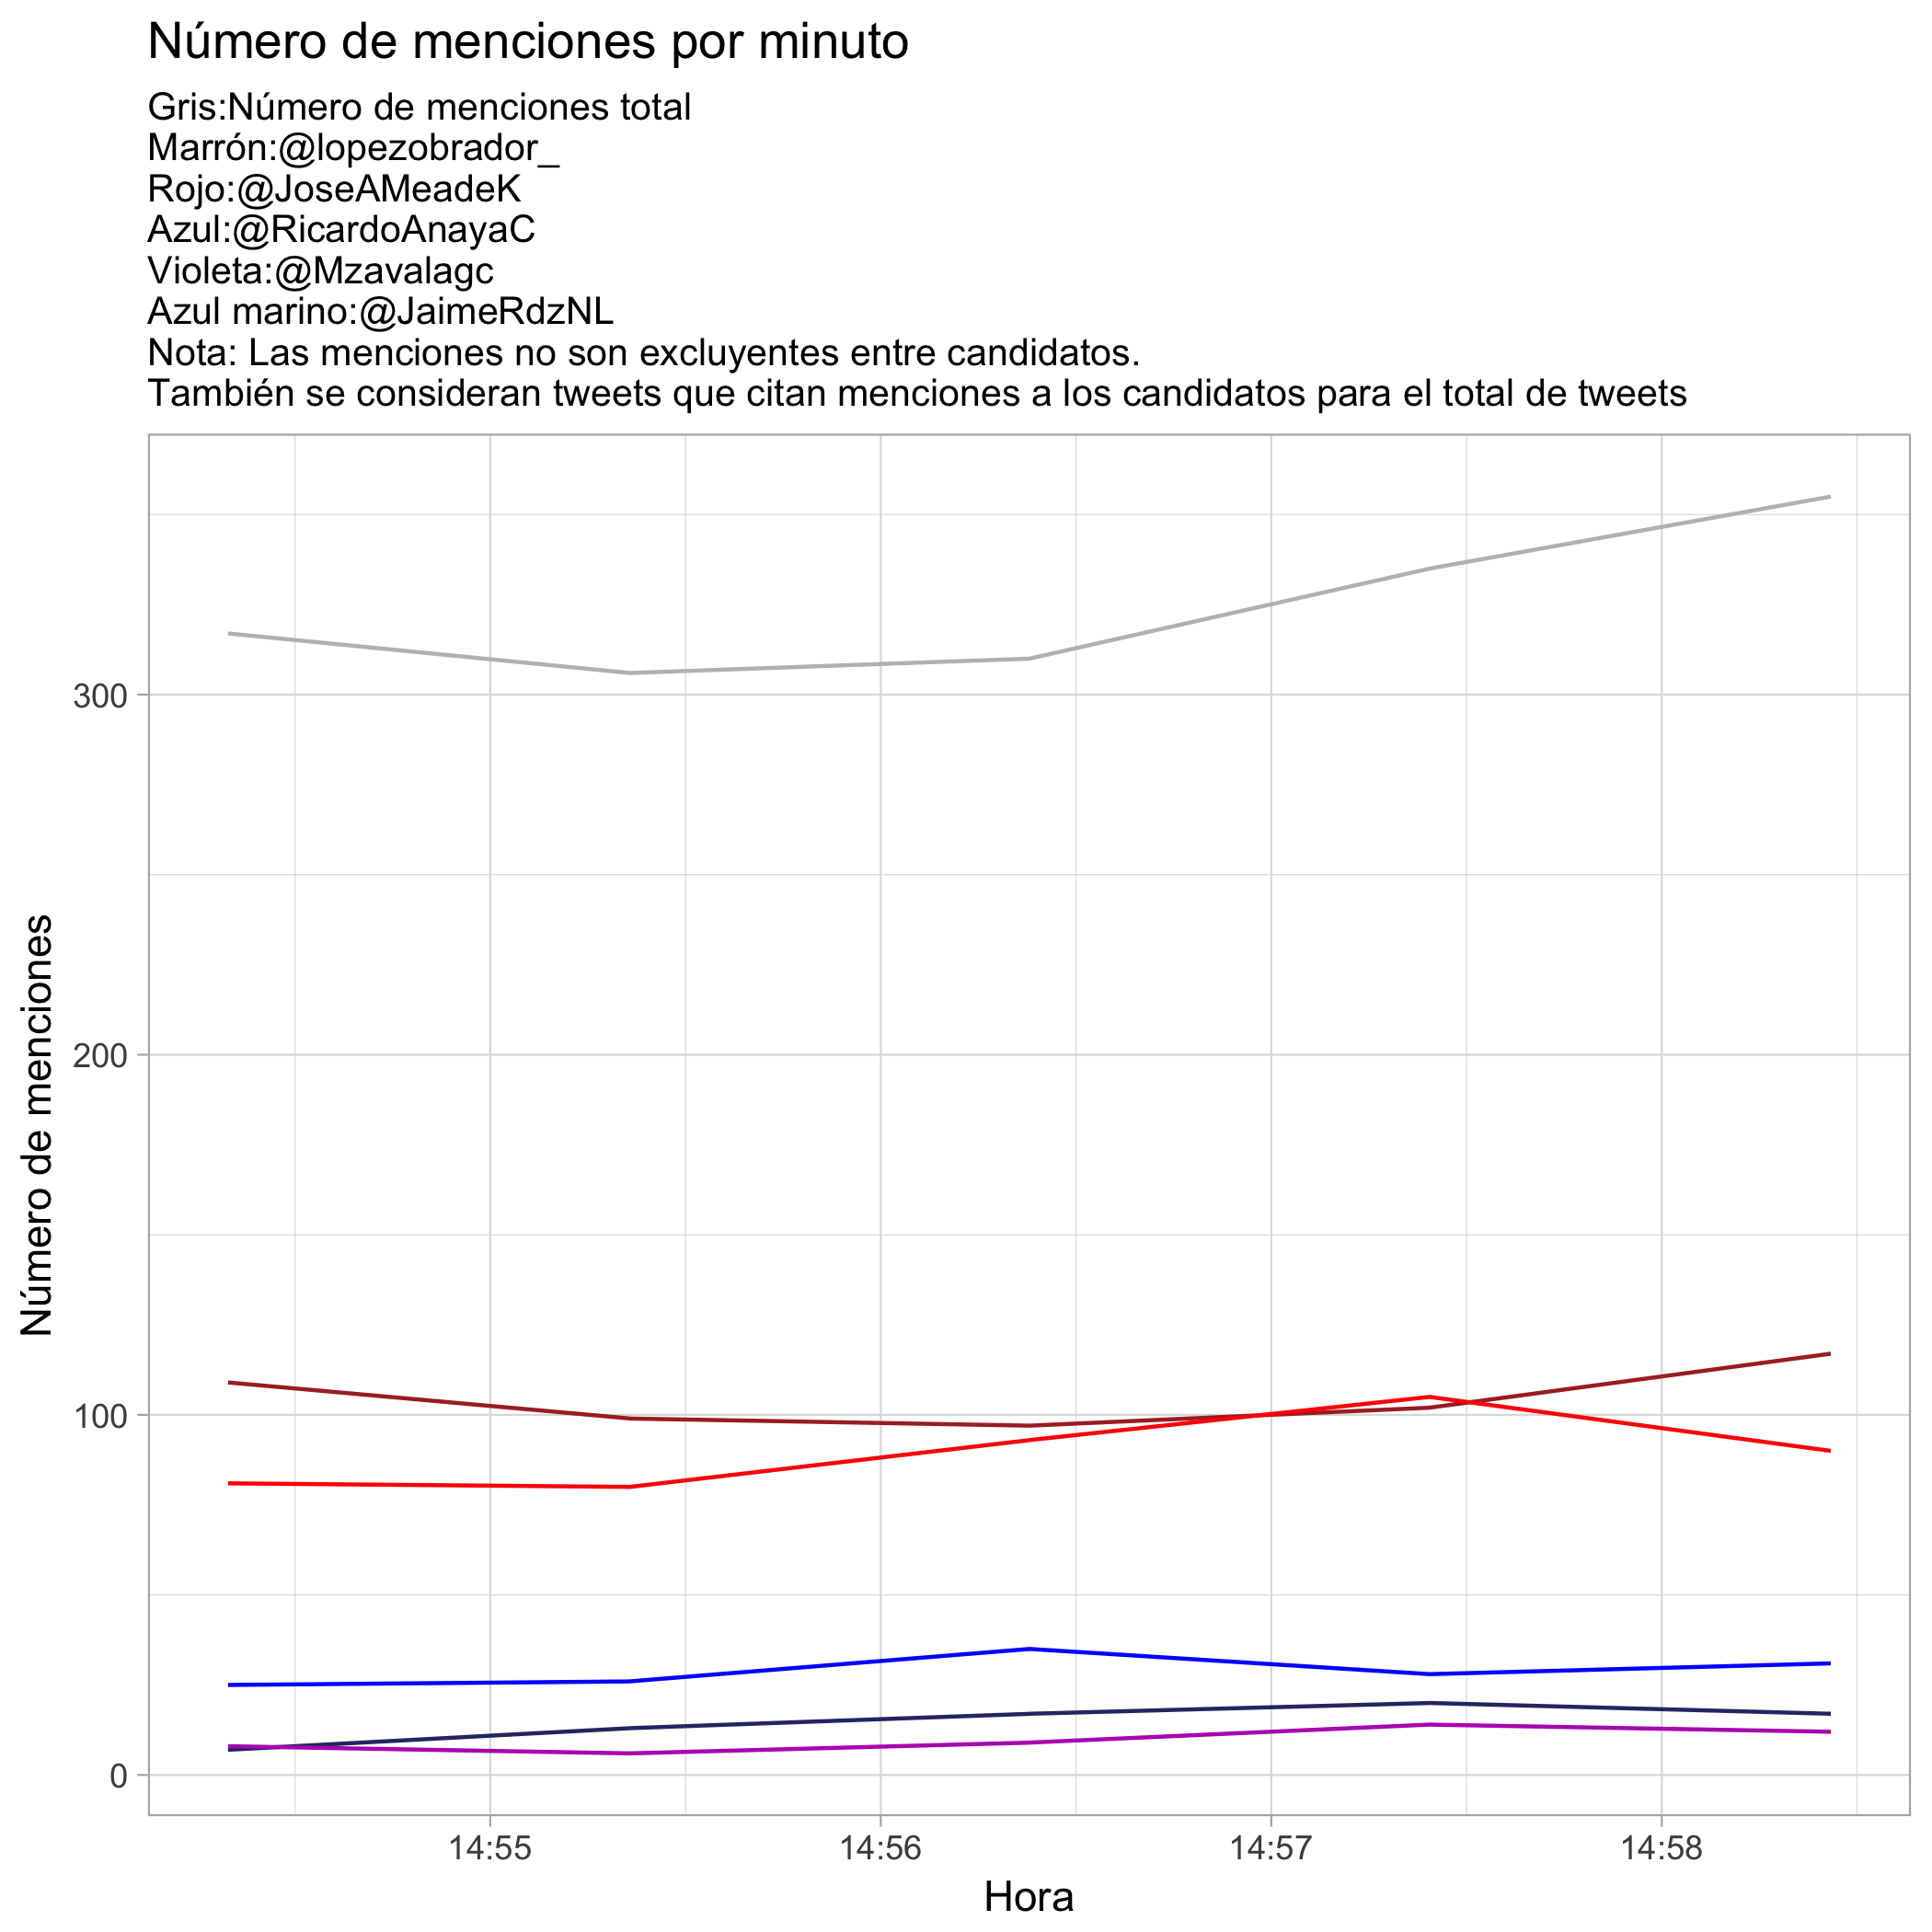 Número de menciones por minuto
Gris:Número de menciones total
Marrón:@lopezobrador_
Rojo:@JoseAMeadeK
Azul:@RicardoAnayaC
Violeta:@Mzavalagc
Azul marino:@JaimeRdzNL
Nota: Las menciones no son excluyentes entre candidatos.
También se consideran tweets que citan menciones a los candidatos para el total de tweets
300
200
100
0
Número de menciones
14:55
14:56
14:57
14:58
Hora